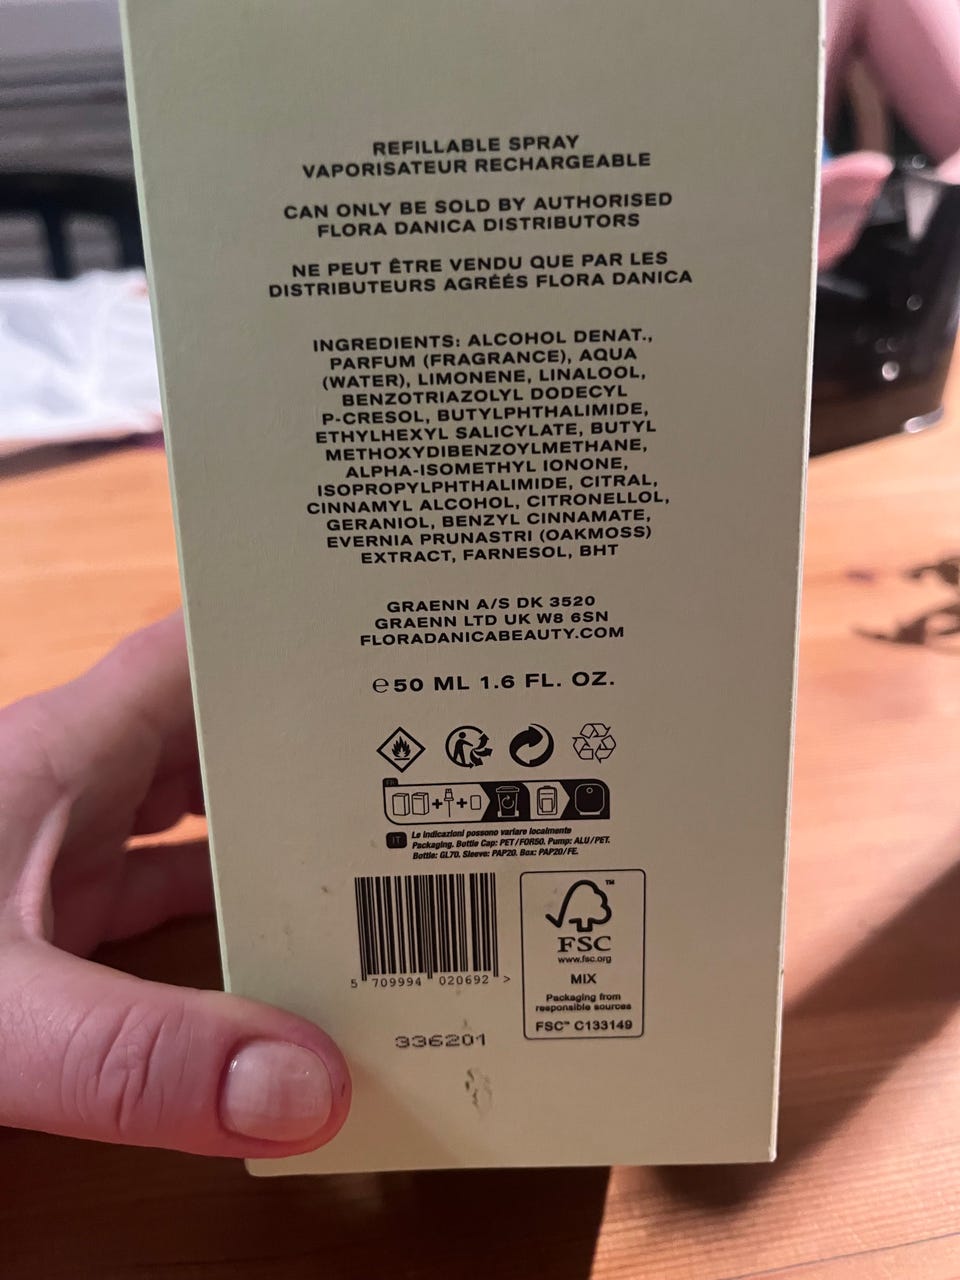 REFILLABLE SPRAY
VAPORISATEUR RECHARGEABLE
CAN ONLY BE SOLD BY AUTHORISED
FLORA DANICA DISTRIBUTORS
NE PEUT ÊTRE VENDU QUE PAR LES
DISTRIBUTEURS AGRÉÉS FLORA DANICA
INGREDIENTS: ALCOHOL DENAT.,
PARFUM (FRAGRANCE), AQUA
(WATER), LIMONENE, LINALOOL,
BENZOTRIAZOLYL DODECYL
P-CRESOL, BUTYLPHTHALIMIDE,
ETHYLHEXYL SALICYLATE, BUTYL
METHOXYDIBENZOYLMETHANE,
ALPHA-ISOMETHYL IONONE,
ISOPROPYLPHTHALIMIDE, CITRAL,
CINNAMYL ALCOHOL, CITRONELLOL,
GERANIOL, BENZYL CINNAMATE,
EVERNIA PRUNASTRI (OAKMOSS)
EXTRACT, FARNESOL, BHT
GRAENN A/S DK 3520
GRAENN LTD UK W8 6SN
FLORADANICABEAUTY.COM
℮ 50 ML 1.6 FL. OZ.
FR
IT
Le indicazioni possono variare localmente
Packaging. Bottle Cap: PET/FOR50. Pump: ALU/PET.
Bottle: GL70. Sleeve: PAP20. Box: PAP20/FE.
5 709994 020692 >
FSC™
www.fsc.org
MIX
Packaging from
responsible sources
FSC™ C133149
336201